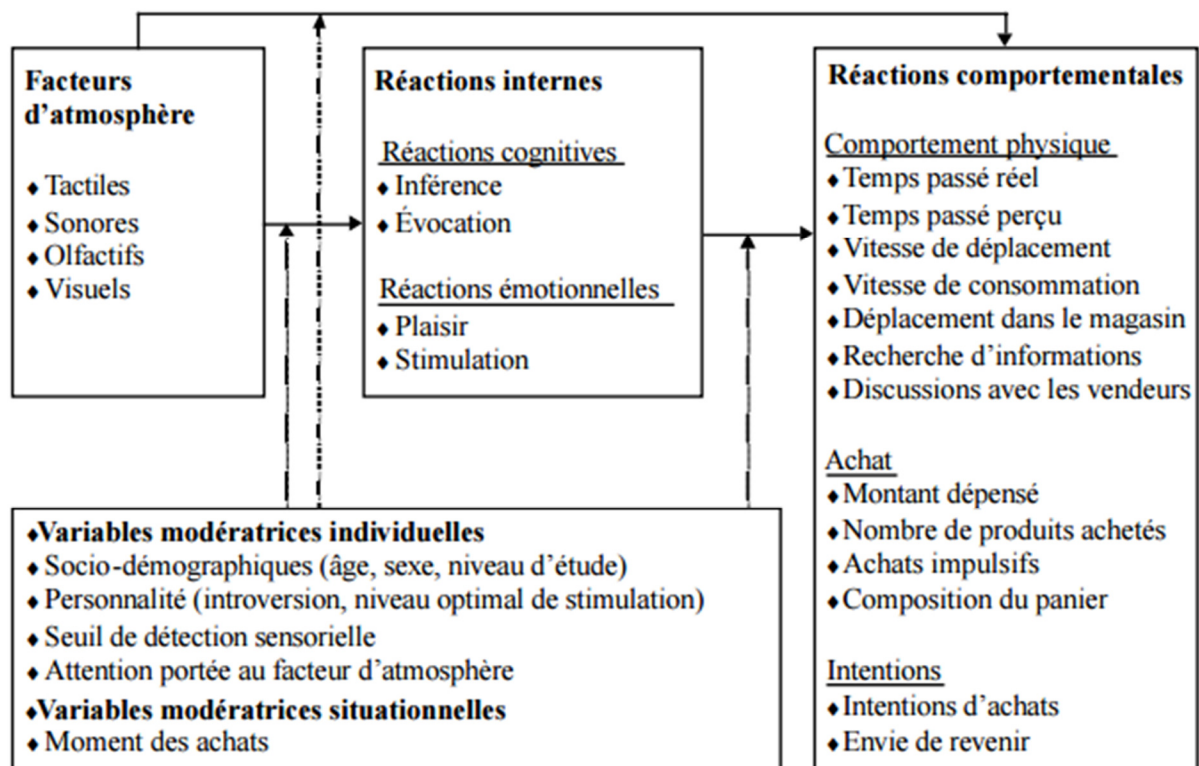 Facteurs
d’atmosphère
♦ Tactiles
♦ Sonores
♦ Olfactifs
♦ Visuels
Réactions internes
Réactions cognitives
♦ Inférence
♦ Évocation
Réactions émotionnelles
♦ Plaisir
♦ Stimulation
Réactions comportementales
Comportement physique
♦ Temps passé réel
♦ Temps passé perçu
♦ Vitesse de déplacement
♦ Vitesse de consommation
♦ Déplacement dans le magasin
♦ Recherche d’informations
♦ Discussions avec les vendeurs
Achat
♦ Montant dépensé
♦ Nombre de produits achetés
♦ Achats impulsifs
♦ Composition du panier
Intentions
♦ Intentions d’achats
♦ Envie de revenir
♦Variables modératrices individuelles
♦ Socio-démographiques (âge, sexe, niveau d’étude)
♦ Personnalité (introversion, niveau optimal de stimulation)
♦ Seuil de détection sensorielle
♦ Attention portée au facteur d’atmosphère
♦Variables modératrices situationnelles
♦ Moment des achats